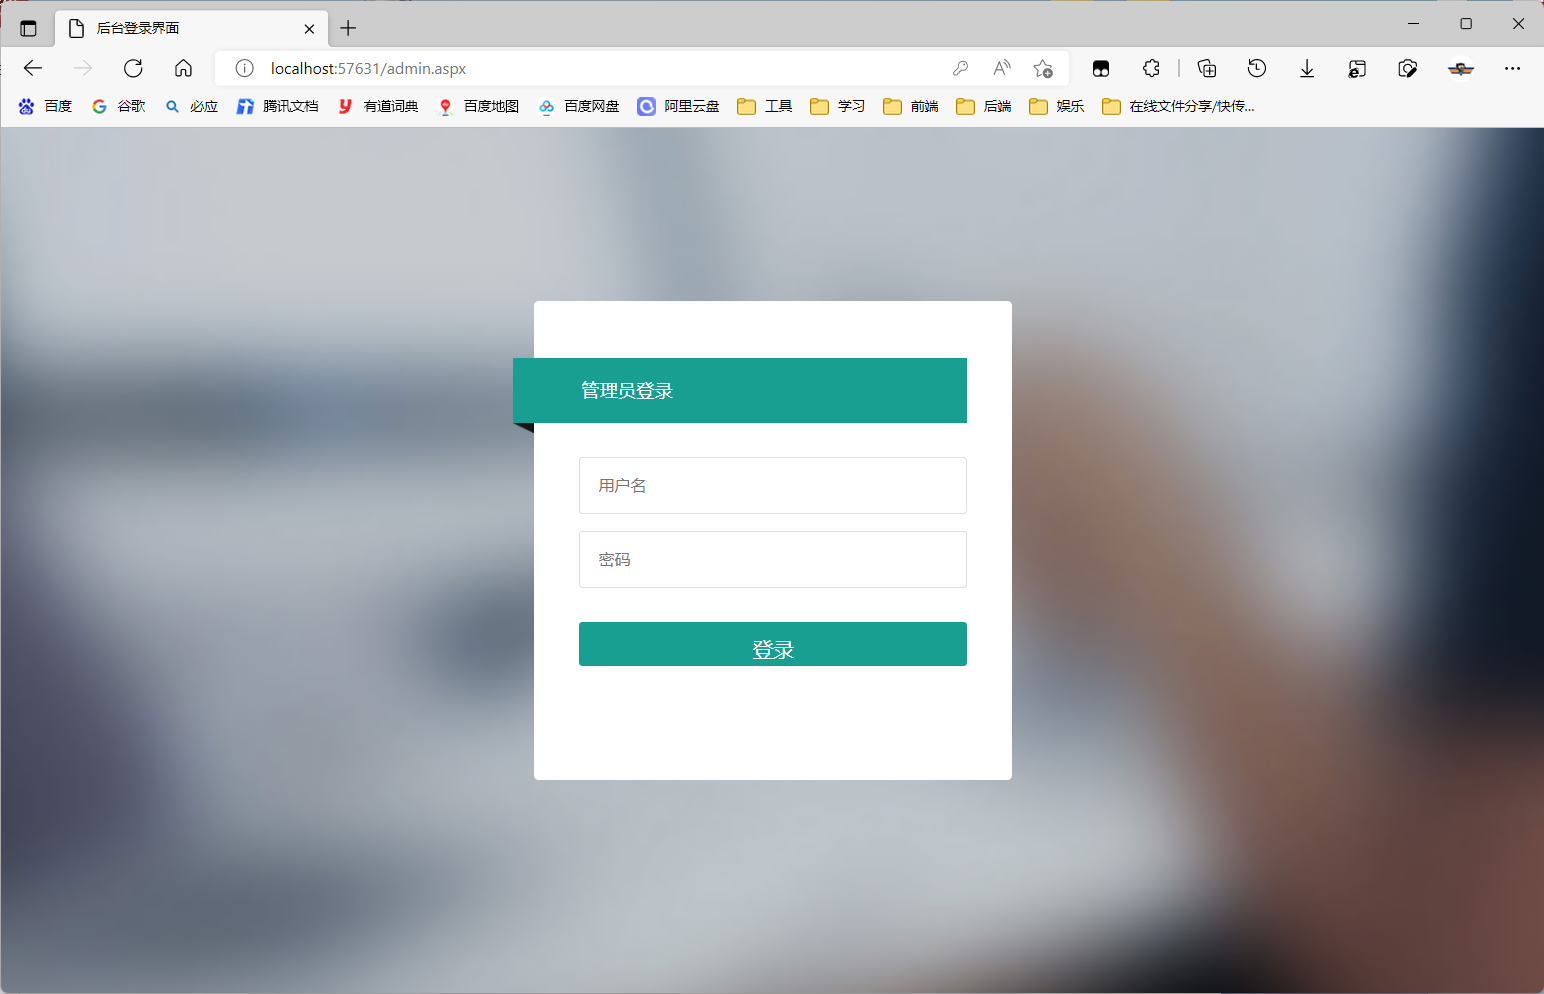 后台登录界面
localhost:57631/admin.aspx
百度 谷歌 必应 腾讯文档 有道词典 百度地图 百度网盘 阿里云盘 工具 学习 前端 后端 娱乐 在线文件分享/快传...
管理员登录
用户名
密码
登录